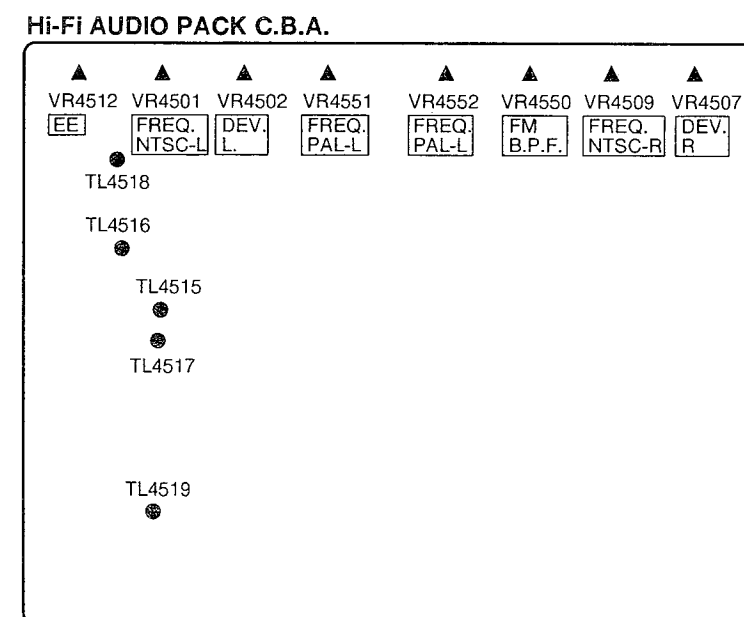 Hi-Fi AUDIO PACK C.B.A.
VR4512 VR4501 VR4502 VR4551 VR4552 VR4550 VR4509 VR4507
EE FREQ. DEV. FREQ. FREQ. FM FREQ. DEV.
NTSC-L L. PAL-L PAL-L B.P.F. NTSC-R R
TL4518
TL4516
TL4515
TL4517
TL4519